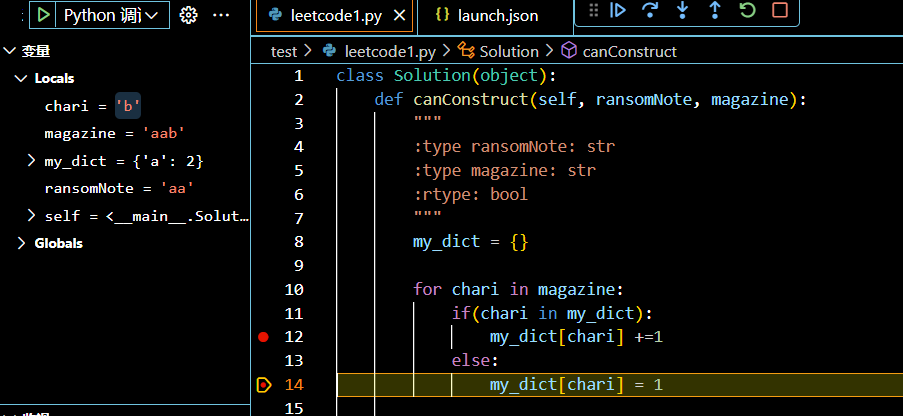 Python 调试
leetcode1.py
launch.json
变量
Locals
chari = 'b'
magazine = 'aab'
my_dict = {'a': 2}
ransomNote = 'aa'
self = <__main__.Solut...
Globals
test > leetcode1.py > Solution > canConstruct
1 class Solution(object):
2 def canConstruct(self, ransomNote, magazine):
3 """
4 :type ransomNote: str
5 :type magazine: str
6 :rtype: bool
7 """
8 my_dict = {}
9
10 for chari in magazine:
11 if(chari in my_dict):
12 my_dict[chari] +=1
13 else:
14 my_dict[chari] = 1
15